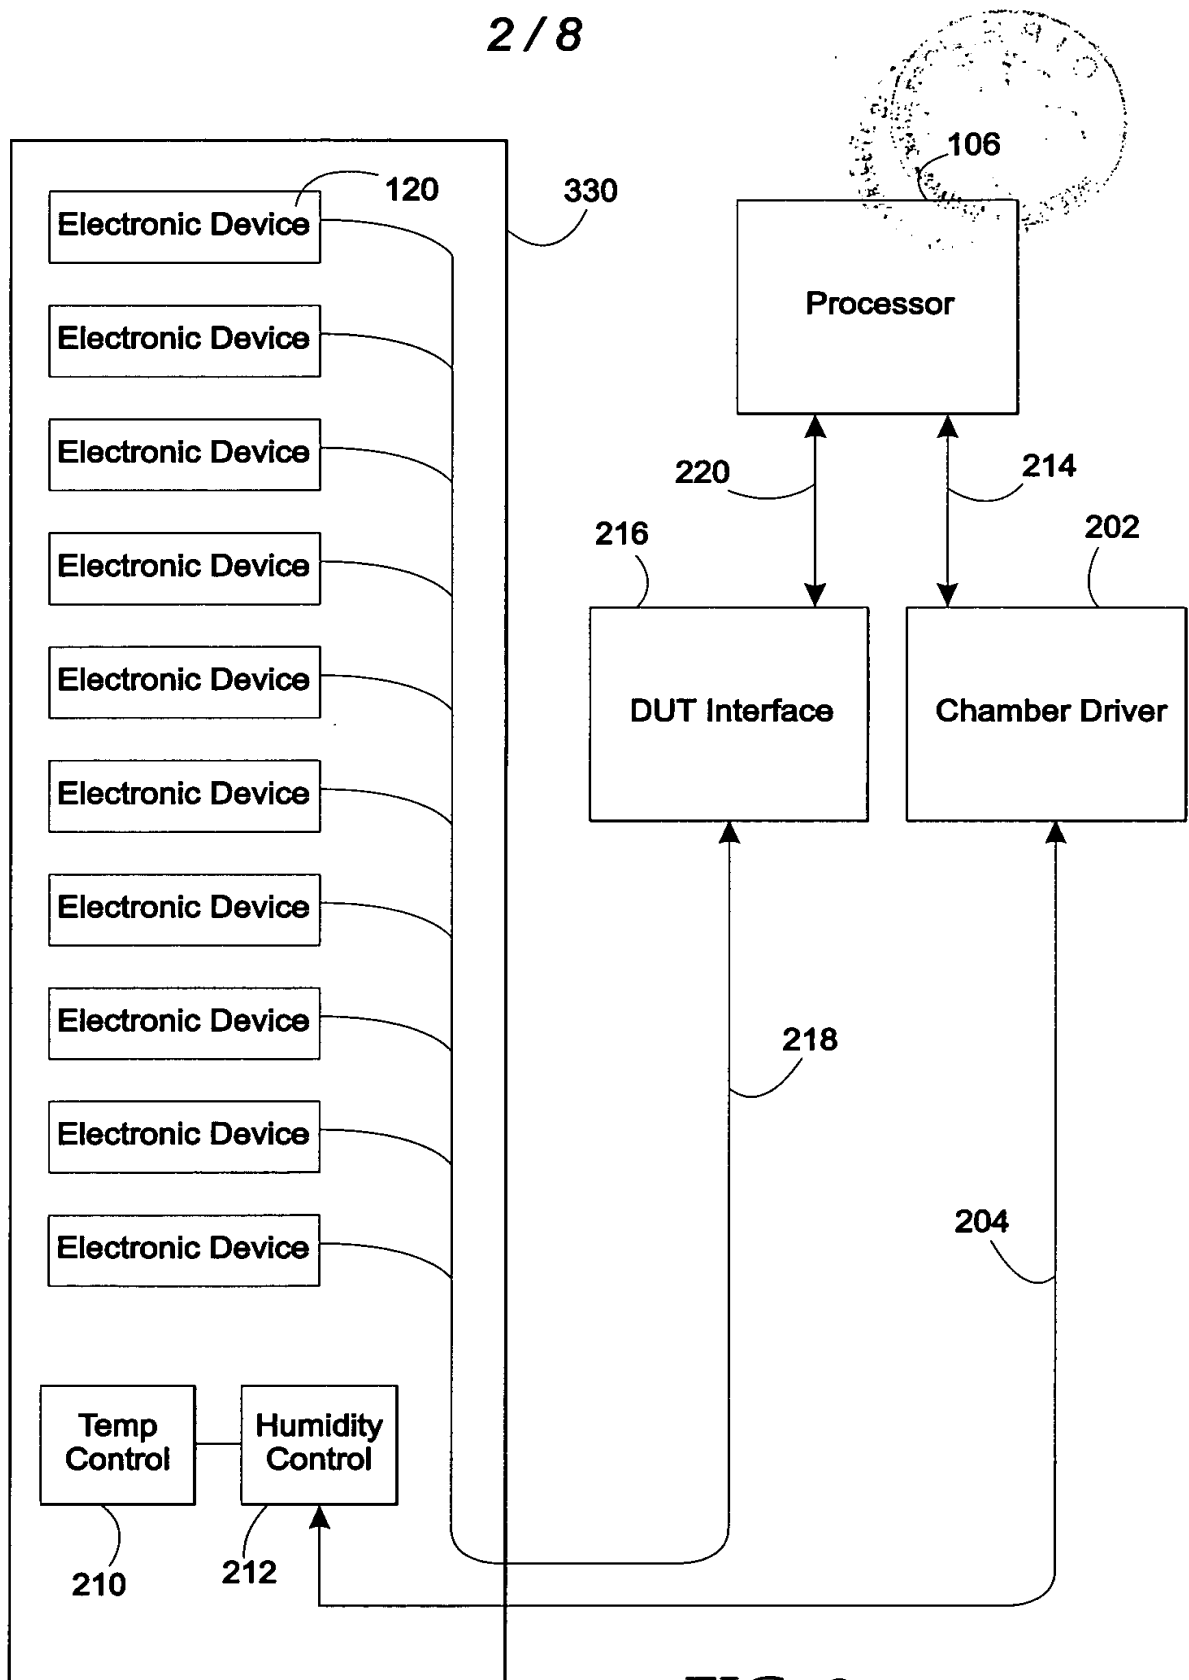 2 / 8
106
120
330
Electronic Device
Processor
Electronic Device
Electronic Device
220
214
216
202
Electronic Device
Electronic Device
DUT Interface
Chamber Driver
Electronic Device
Electronic Device
Electronic Device
218
Electronic Device
204
Electronic Device
Temp
Control
Humidity
Control
210
212